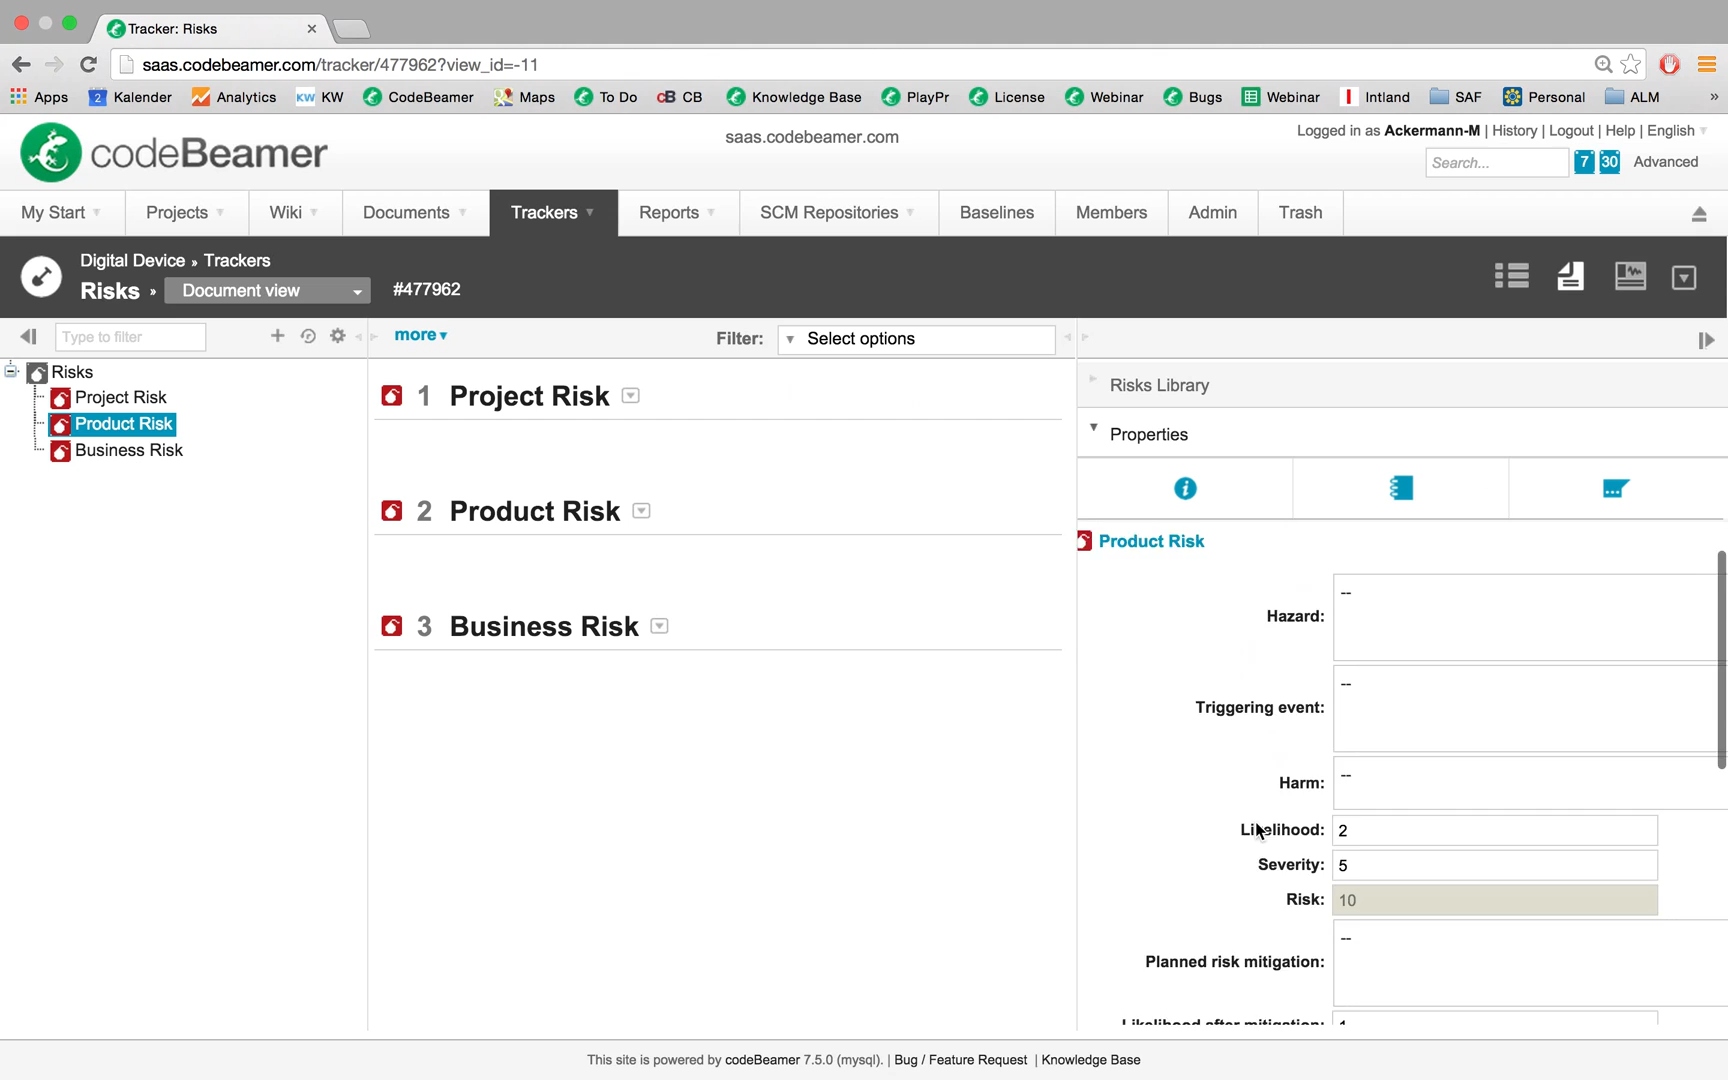 Tracker: Risks
saas.codebeamer.com/tracker/477962?view_id=-11
Apps 2 Kalender Analytics KW KW CodeBeamer Maps To Do cB CB Knowledge Base PlayPr License Webinar Bugs Webinar Intland SAF Personal ALM »
codeBeamer
saas.codebeamer.com
Logged in as Ackermann-M | History | Logout | Help | English
Search... 7 30 Advanced
My Start Projects Wiki Documents Trackers Reports SCM Repositories Baselines Members Admin Trash
Digital Device » Trackers
Risks » Document view #477962
Type to filter
more
Filter: Select options
Risks
Project Risk
Product Risk
Business Risk
1 Project Risk
2 Product Risk
3 Business Risk
Risks Library
Properties
Product Risk
Hazard: --
Triggering event: --
Harm: --
Likelihood: 2
Severity: 5
Risk: 10
Planned risk mitigation: --
Likelihood after mitigation: 1
This site is powered by codeBeamer 7.5.0 (mysql). | Bug / Feature Request | Knowledge Base